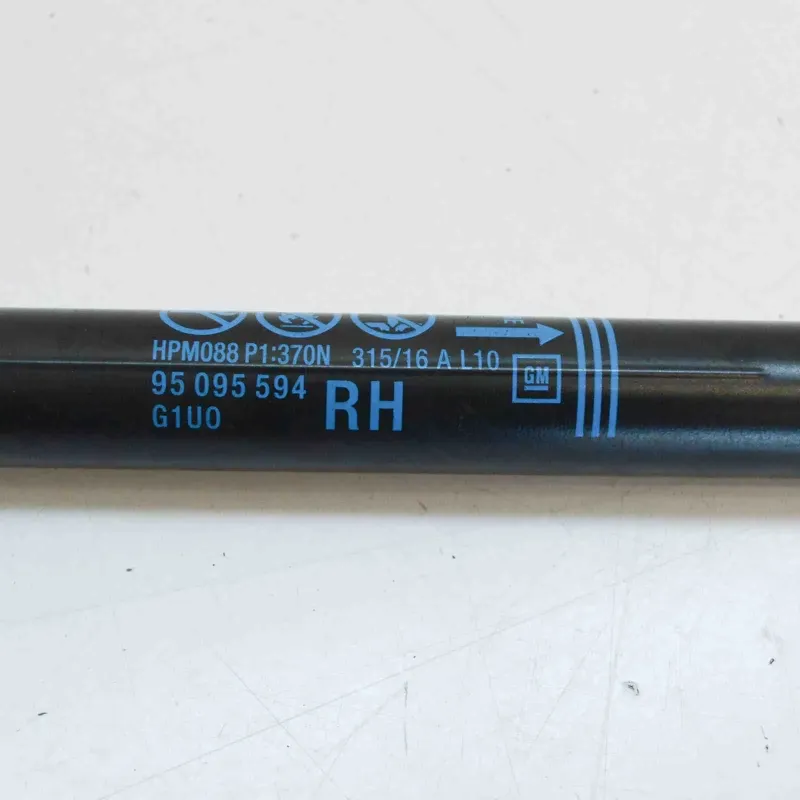 HPM088 P1:370N 315/16 A L10
95 095 594 RH
G1U0
GM